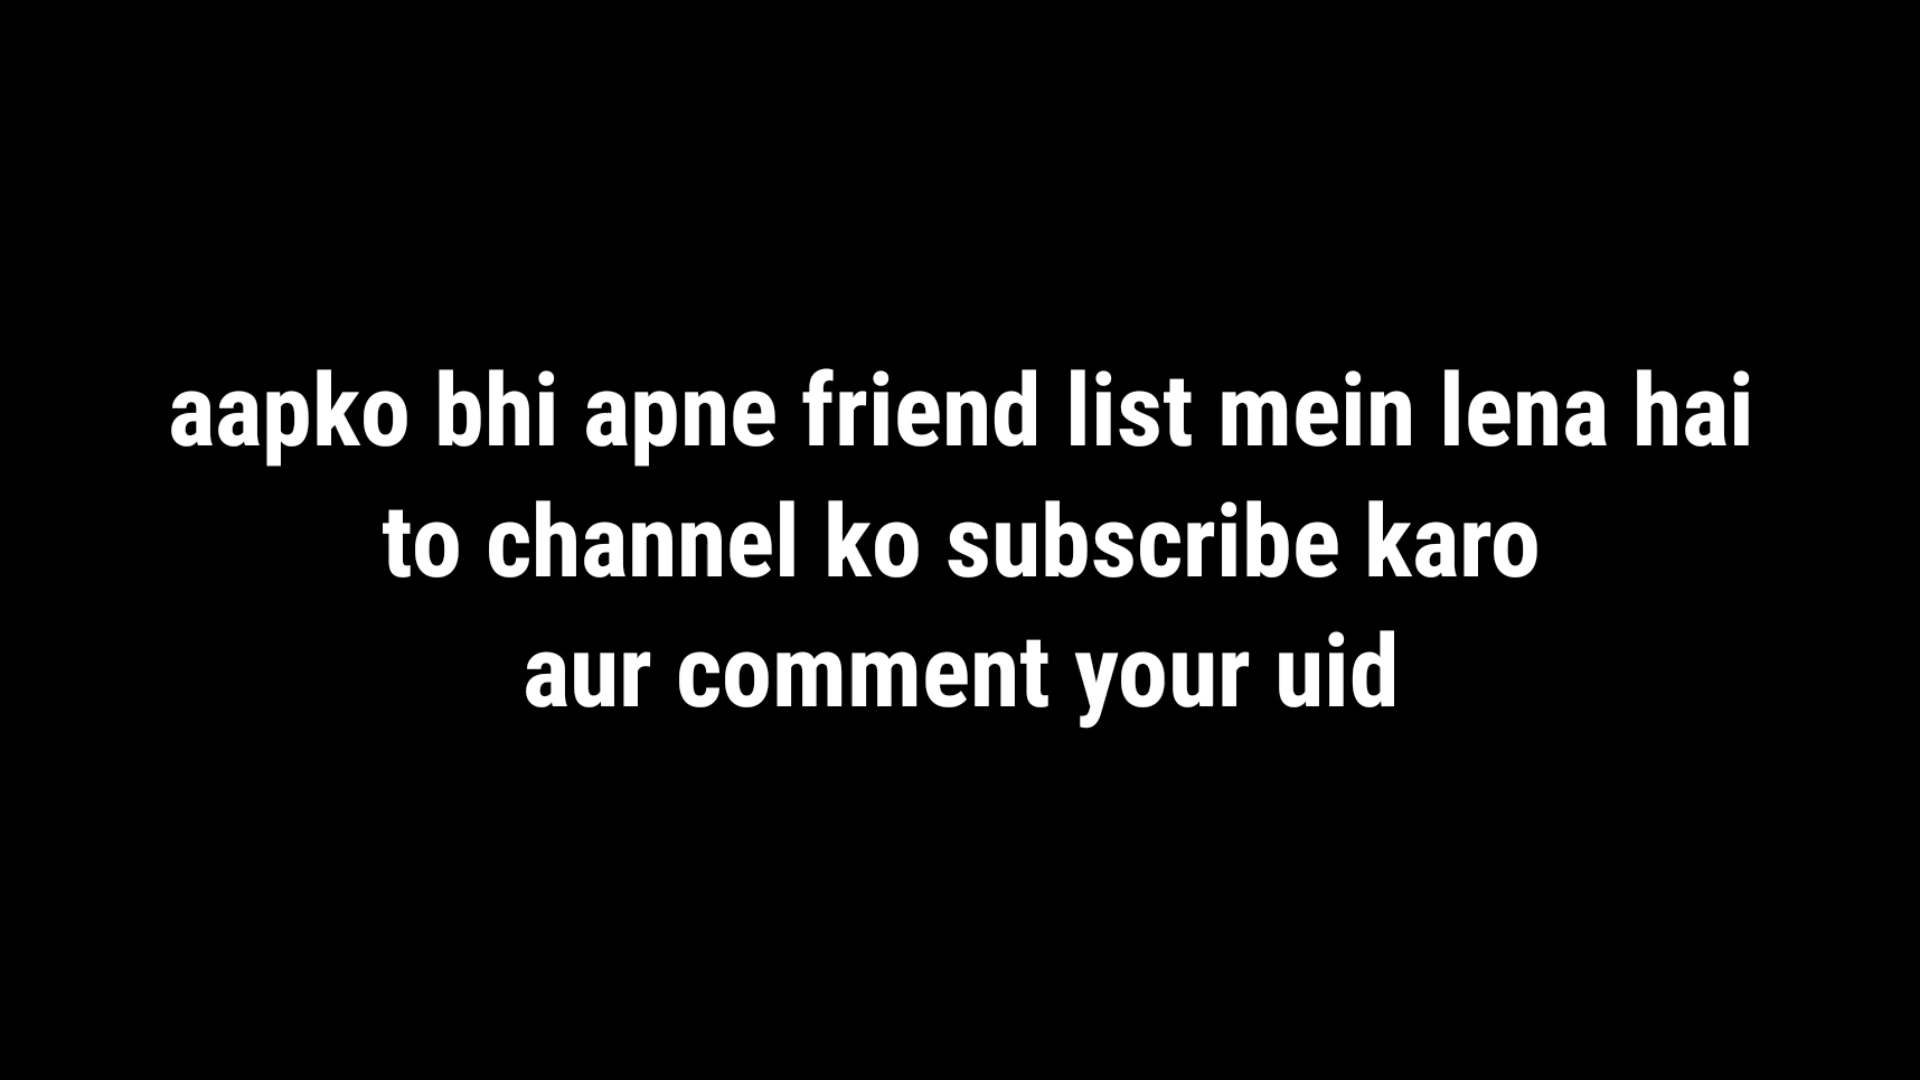 aapko bhi apne friend list mein lena hai
to channel ko subscribe karo
aur comment your uid